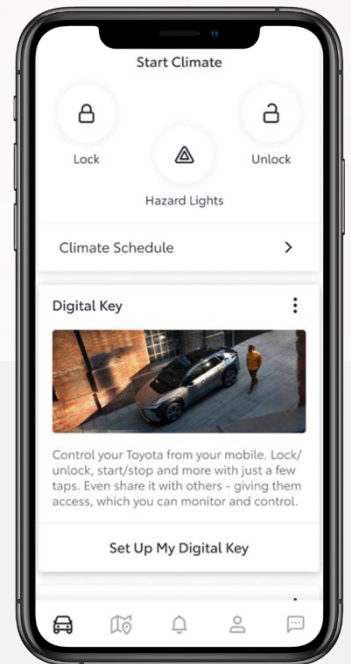 Start Climate
Lock
Unlock
Hazard Lights
Climate Schedule
Digital Key
Control your Toyota from your mobile. Lock/
unlock, start/stop and more with just a few
taps. Even share it with others - giving them
access, which you can monitor and control.
Set Up My Digital Key